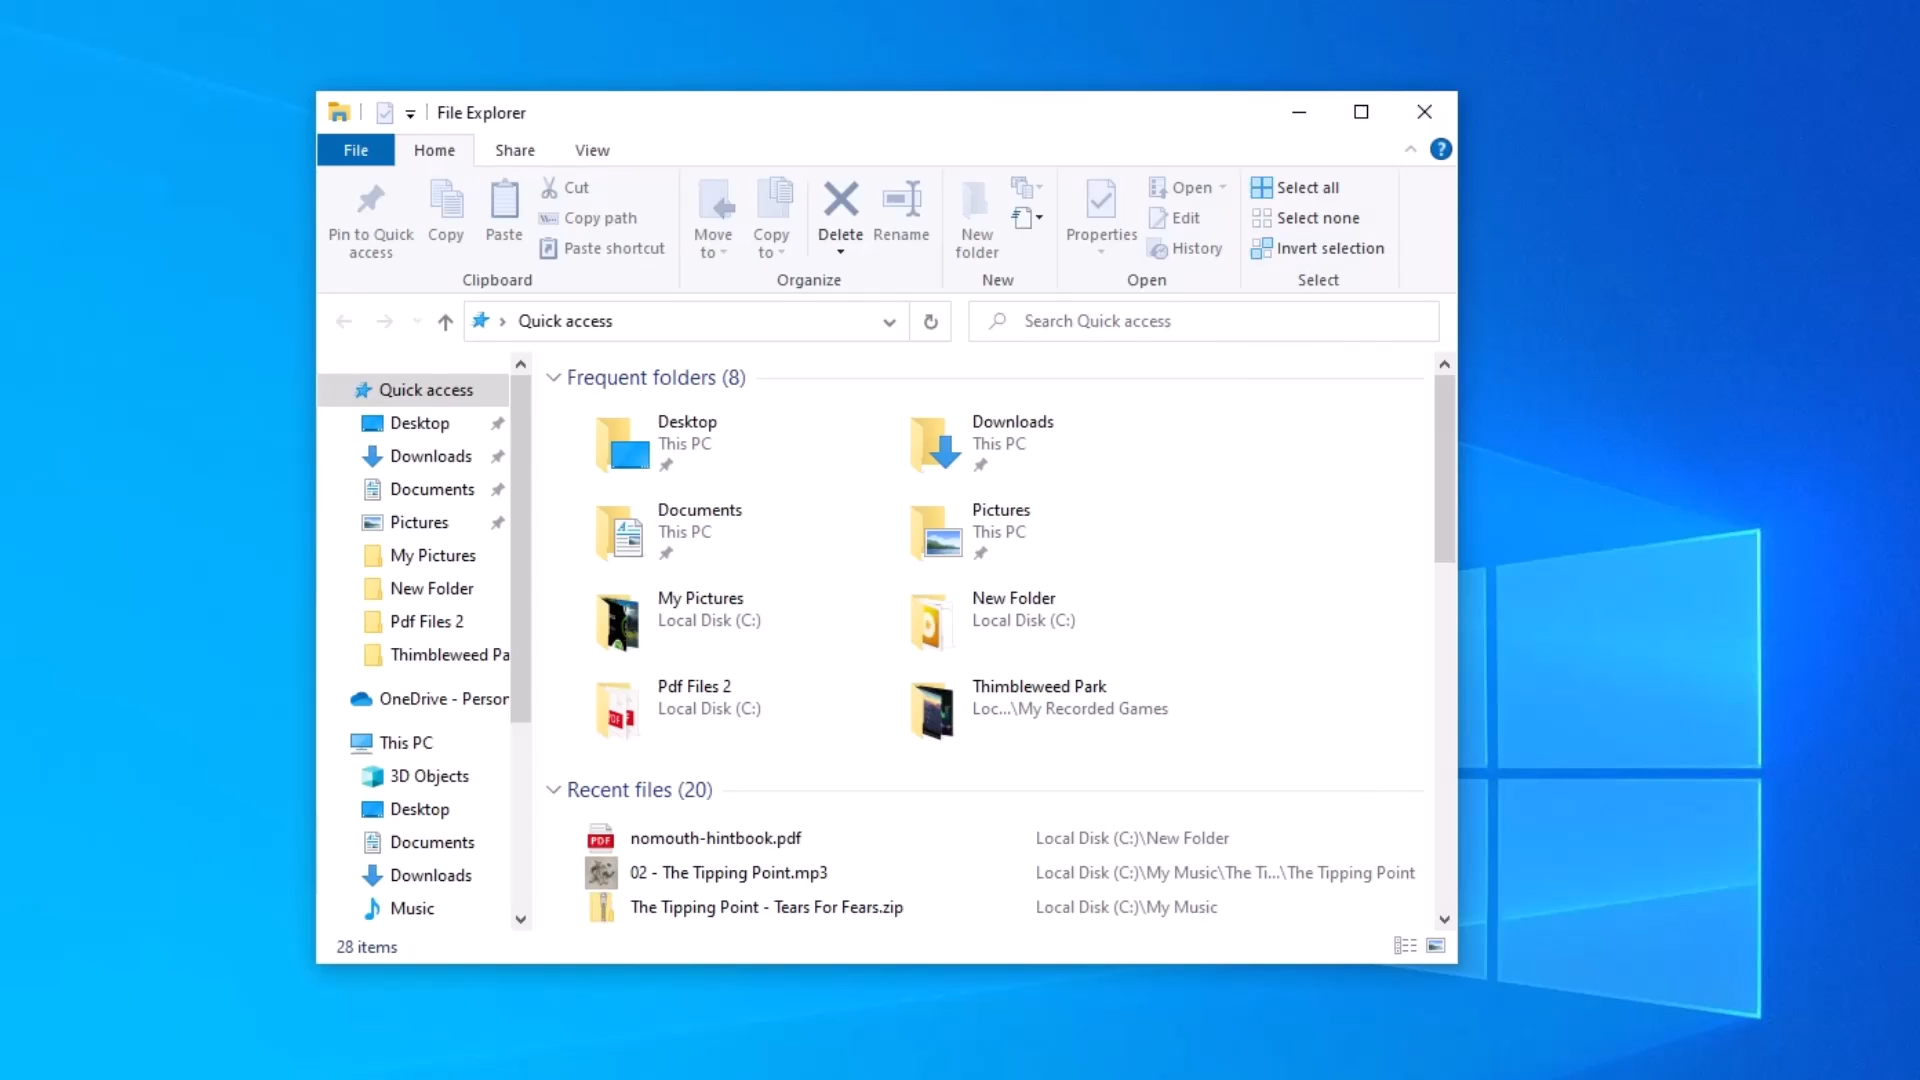 File Explorer
File Home Share View
?
Pin to Quick access
Copy
Paste
Cut
Copy path
Paste shortcut
Clipboard
Move to
Copy to
Delete
Rename
Organize
New folder
New
Properties
Open
Edit
History
Open
Select all
Select none
Invert selection
Select
Quick access
Search Quick access
Quick access
Desktop
Downloads
Documents
Pictures
My Pictures
New Folder
Pdf Files 2
Thimbleweed Pa
OneDrive - Person
This PC
3D Objects
Desktop
Documents
Downloads
Music
Frequent folders (8)
Desktop
This PC
Downloads
This PC
Documents
This PC
Pictures
This PC
My Pictures
Local Disk (C:)
New Folder
Local Disk (C:)
Pdf Files 2
Local Disk (C:)
Thimbleweed Park
Loc...\My Recorded Games
Recent files (20)
PDF nomouth-hintbook.pdf Local Disk (C:)\New Folder
02 - The Tipping Point.mp3 Local Disk (C:)\My Music\The Ti...\The Tipping Point
The Tipping Point - Tears For Fears.zip Local Disk (C:)\My Music
28 items